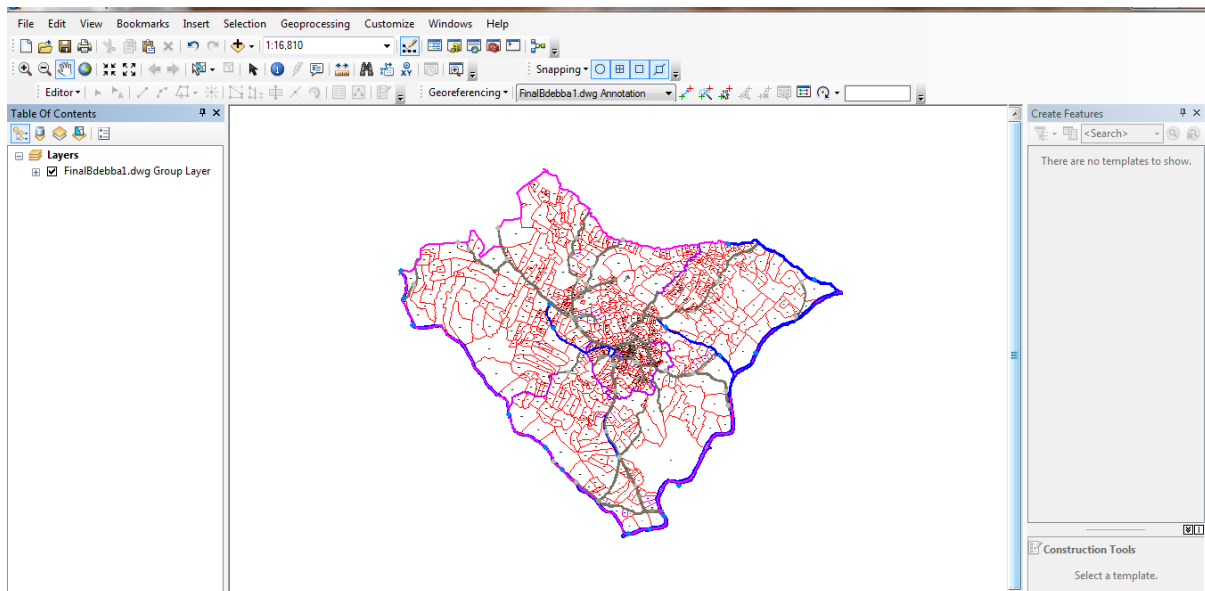 File Edit View Bookmarks Insert Selection Geoprocessing Customize Windows Help
1:16,810
Snapping
Editor Georeferencing FinalBdebba1.dwg Annotation
Table Of Contents
Layers
FinalBdebba1.dwg Group Layer
Create Features
<Search>
There are no templates to show.
Construction Tools
Select a template.